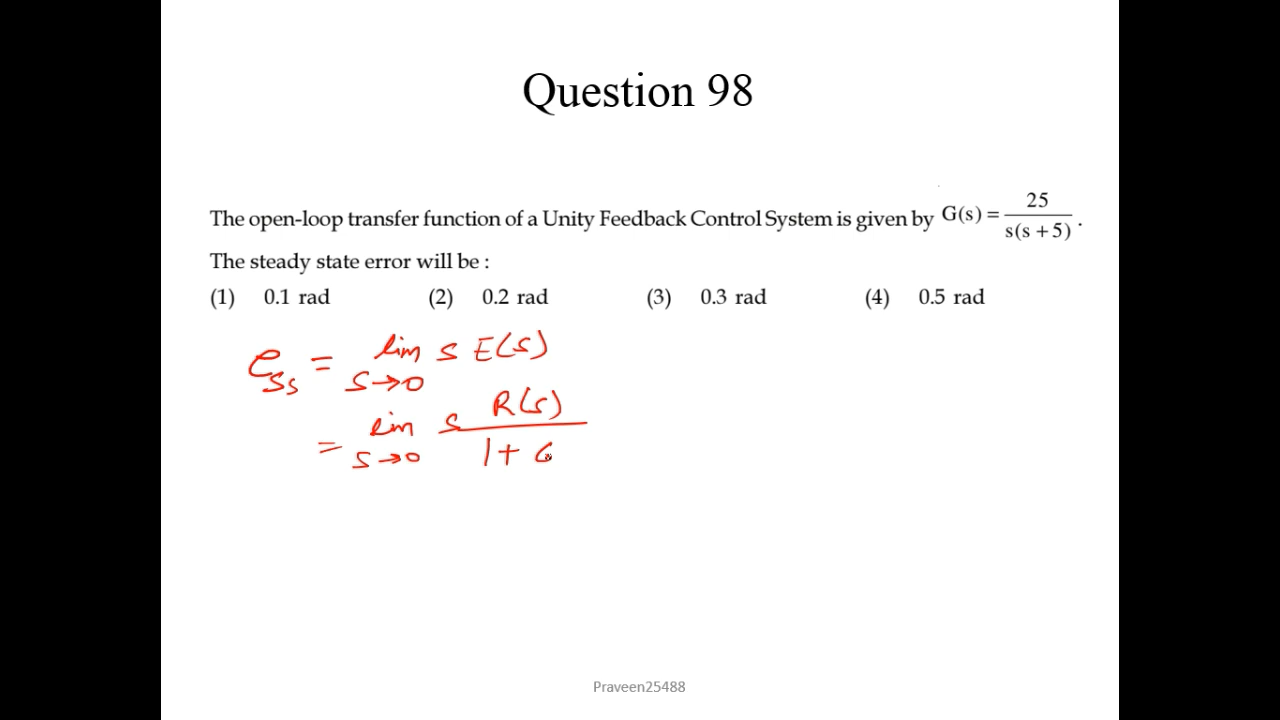 Question 98
The open-loop transfer function of a Unity Feedback Control System is given by G(s) = 25 / s(s + 5) .
The steady state error will be :
(1) 0.1 rad (2) 0.2 rad (3) 0.3 rad (4) 0.5 rad
e_ss = lim s→0 s E(s)
= lim s→0 s R(s) / 1 + G
Praveen25488